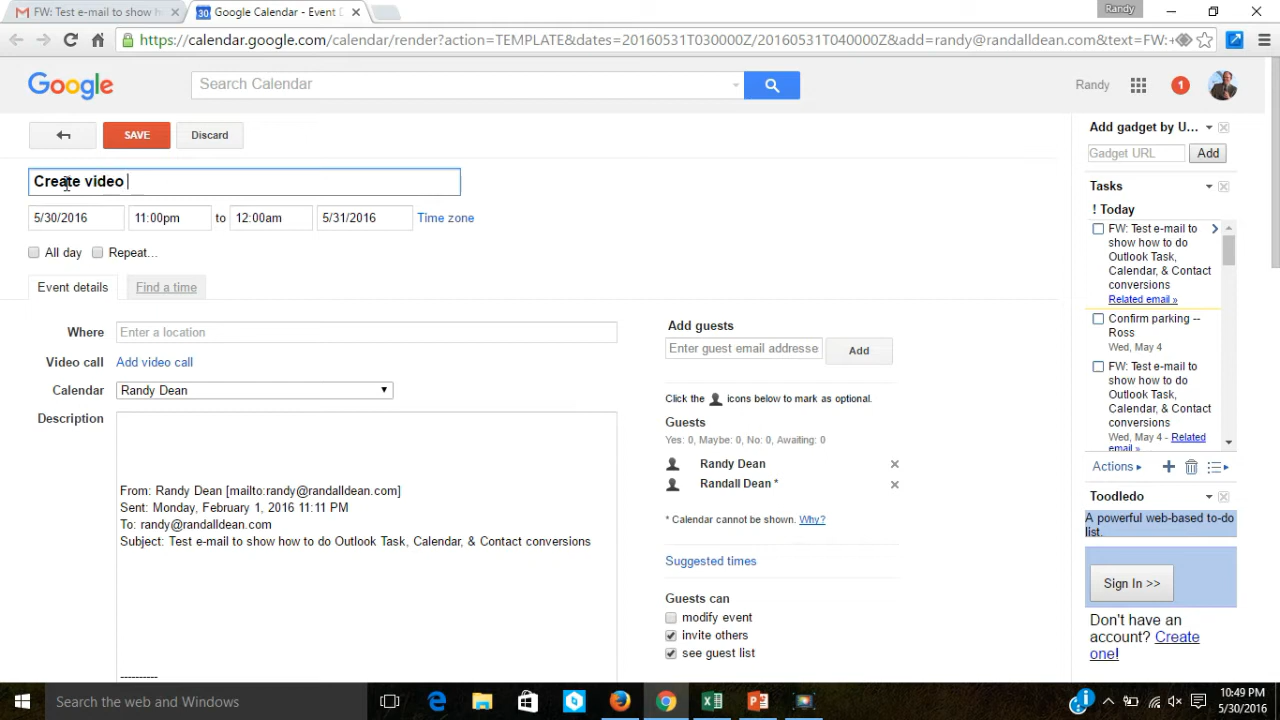 FW: Test e-mail to show h
Google Calendar - Event D
Randy
https://calendar.google.com/calendar/render?action=TEMPLATE&dates=20160531T030000Z/20160531T040000Z&add=randy@randalldean.com&text=FW:+
Google
Search Calendar
Randy
1
SAVE
Discard
Create video
5/30/2016
11:00pm
to
12:00am
5/31/2016
Time zone
All day
Repeat...
Event details
Find a time
Where
Enter a location
Video call
Add video call
Calendar
Randy Dean
Description
From: Randy Dean [mailto:randy@randalldean.com]
Sent: Monday, February 1, 2016 11:11 PM
To: randy@randalldean.com
Subject: Test e-mail to show how to do Outlook Task, Calendar, & Contact conversions
----------
Add guests
Enter guest email addresse
Add
Click the icons below to mark as optional.
Guests
Yes: 0, Maybe: 0, No: 0, Awaiting: 0
Randy Dean
Randall Dean *
* Calendar cannot be shown. Why?
Suggested times
Guests can
modify event
invite others
see guest list
Add gadget by U...
Gadget URL
Add
Tasks
! Today
FW: Test e-mail to
show how to do
Outlook Task,
Calendar, & Contact
conversions
Related email »
Confirm parking --
Ross
Wed, May 4
FW: Test e-mail to
show how to do
Outlook Task,
Calendar, & Contact
conversions
Wed, May 4 - Related
email »
Actions
Toodledo
A powerful web-based to-do
list.
Sign In >>
Don't have an
account? Create
one!
Search the web and Windows
10:49 PM
5/30/2016